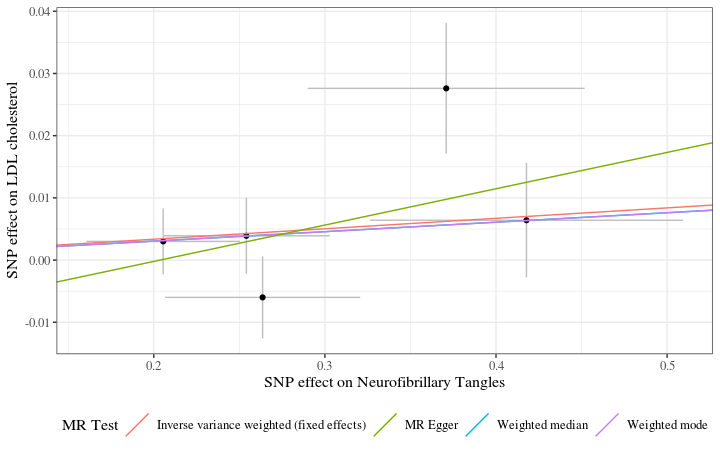 0.04
0.03
0.02
0.01
0.00
-0.01
SNP effect on LDL cholesterol
0.2 0.3 0.4 0.5
SNP effect on Neurofibrillary Tangles
MR Test Inverse variance weighted (fixed effects) MR Egger Weighted median Weighted mode